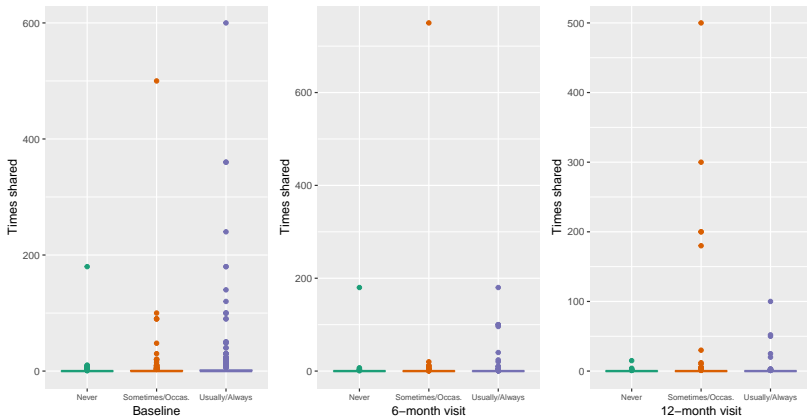 Times shared
600
400
200
0
Never
Sometimes/Occas.
Usually/Always
Baseline
Times shared
600
400
200
0
Never
Sometimes/Occas.
Usually/Always
6−month visit
Times shared
500
400
300
200
100
0
Never
Sometimes/Occas.
Usually/Always
12−month visit